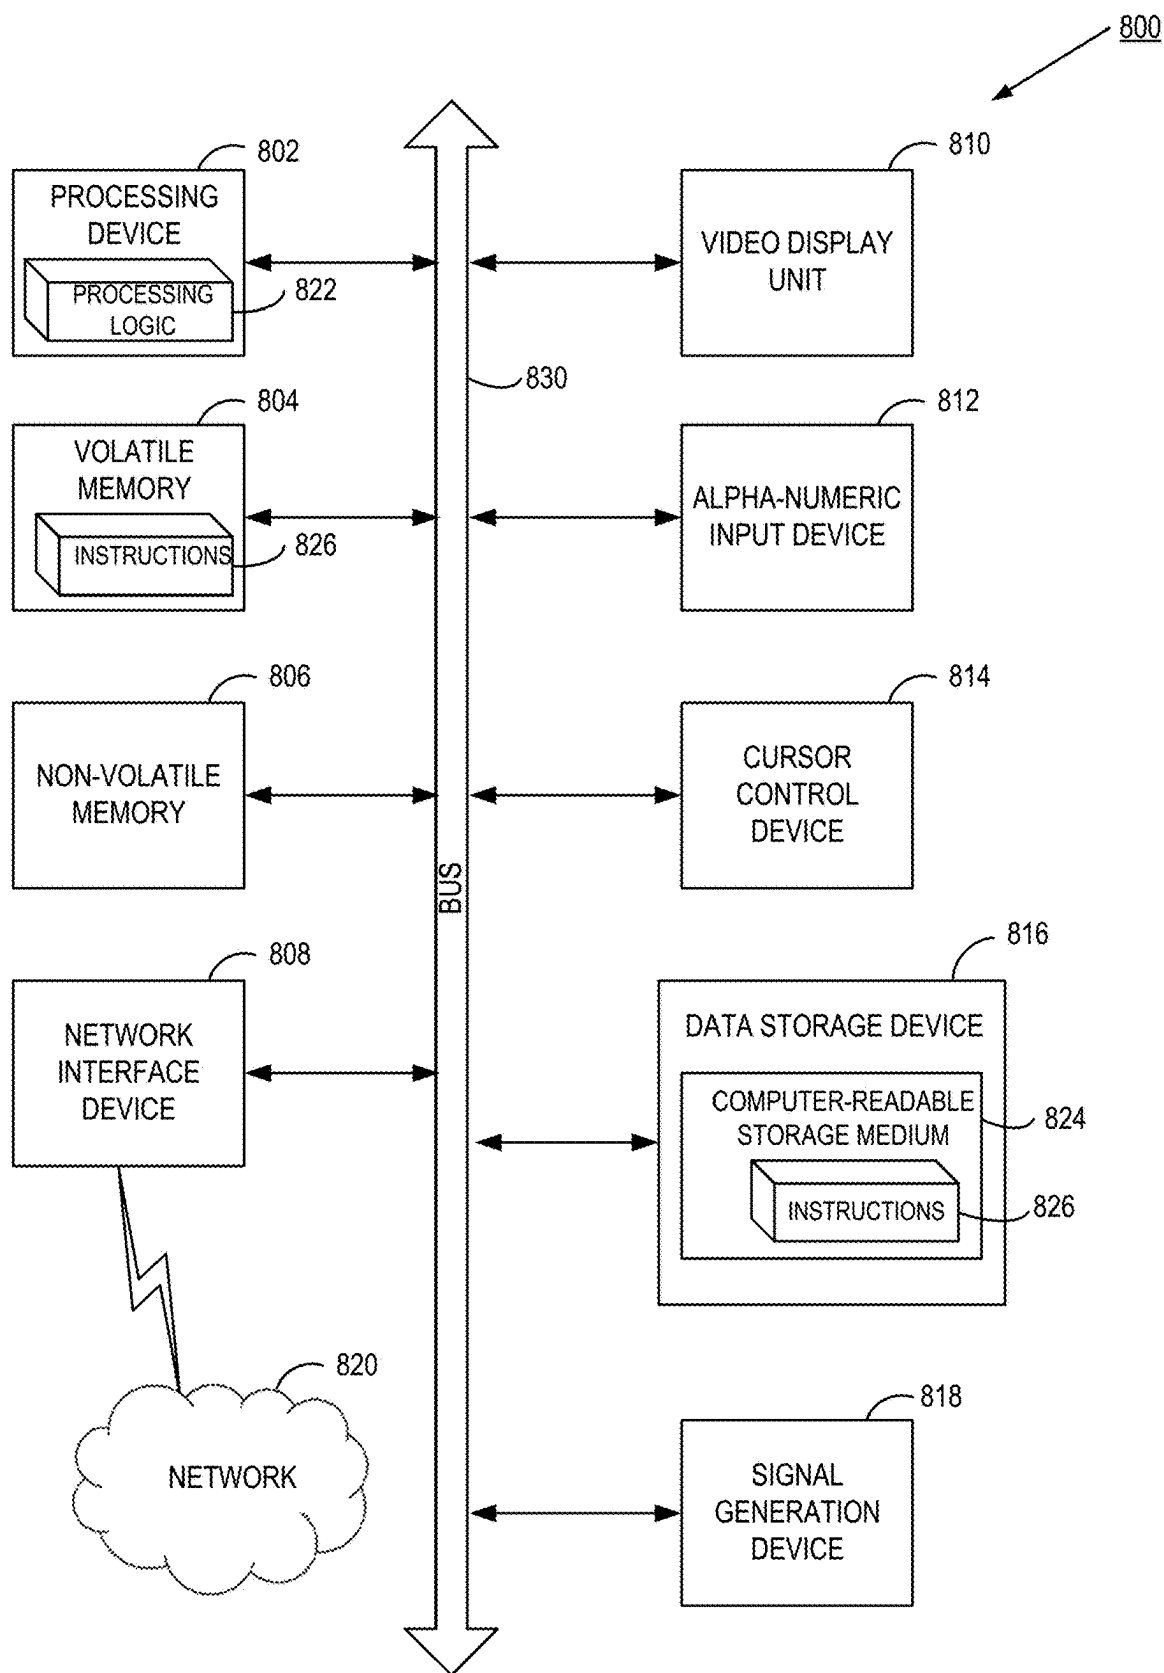 800
802
PROCESSING
DEVICE
PROCESSING
LOGIC
822
804
VOLATILE
MEMORY
INSTRUCTIONS
826
806
NON-VOLATILE
MEMORY
808
NETWORK
INTERFACE
DEVICE
820
NETWORK
BUS
830
810
VIDEO DISPLAY
UNIT
812
ALPHA-NUMERIC
INPUT DEVICE
814
CURSOR
CONTROL
DEVICE
816
DATA STORAGE DEVICE
COMPUTER-READABLE
STORAGE MEDIUM
824
INSTRUCTIONS
826
818
SIGNAL
GENERATION
DEVICE